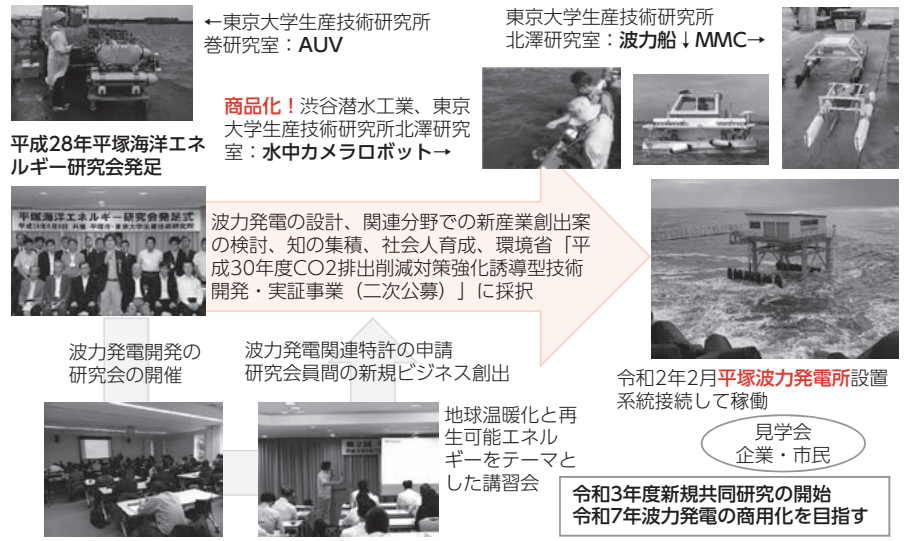 ←東京大学生産技術研究所
巻研究室：AUV
東京大学生産技術研究所
北澤研究室：波力船↓MMC→
商品化！渋谷潜水工業、東京
大学生産技術研究所北澤研究
室：水中カメラロボット→
平成28年平塚海洋エネ
ルギー研究会発足
平塚海洋エネルギー研究会発足式
波力発電の設計、関連分野での新産業創出案
の検討、知の集積、社会人育成、環境省「平
成30年度CO2排出削減対策強化誘導型技術
開発・実証事業（二次公募）」に採択
波力発電開発の
研究会の開催
波力発電関連特許の申請
研究会員間の新規ビジネス創出
地球温暖化と再
生可能エネル
ギーをテーマと
した講習会
令和2年2月平塚波力発電所設置
系統接続して稼働
見学会
企業・市民
令和3年度新規共同研究の開始
令和7年波力発電の商用化を目指す